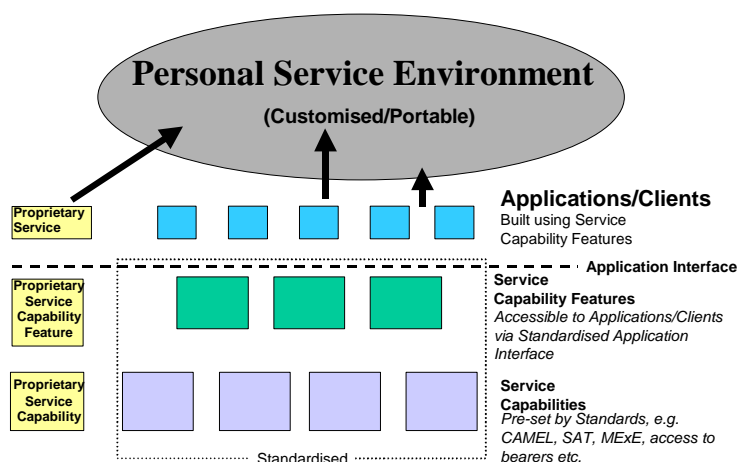 Personal Service Environment
(Customised/Portable)
Proprietary
Service
Applications/Clients
Built using Service
Capability Features
Application Interface
Proprietary
Service
Capability
Feature
Service
Capability Features
Accessible to Applications/Clients
via Standardised Application
Interface
Proprietary
Service
Capability
Service
Capabilities
Pre-set by Standards, e.g.
CAMEL, SAT, MExE, access to
bearers etc.
Standardised